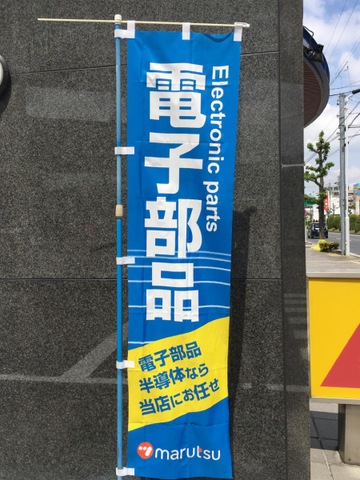 電子部品
Electronic parts
電子部品
半導体なら
当店にお任せ
marutsu